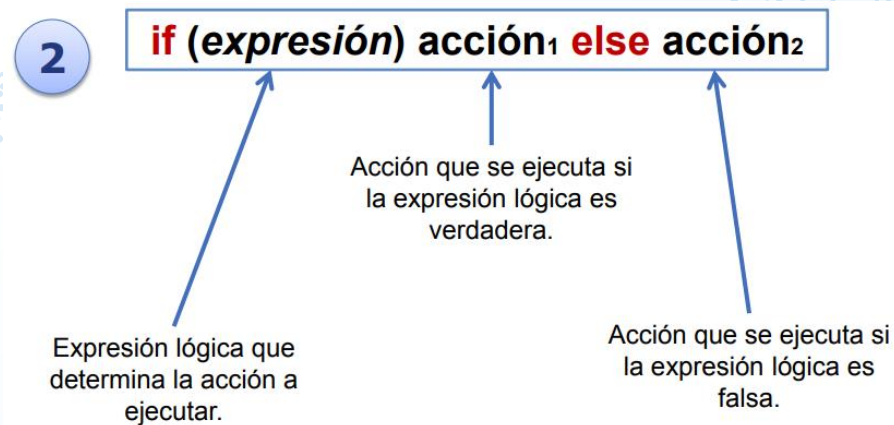 2
if (expresión) acción1 else acción2
Acción que se ejecuta si
la expresión lógica es
verdadera.
Expresión lógica que
determina la acción a
ejecutar.
Acción que se ejecuta si
la expresión lógica es
falsa.